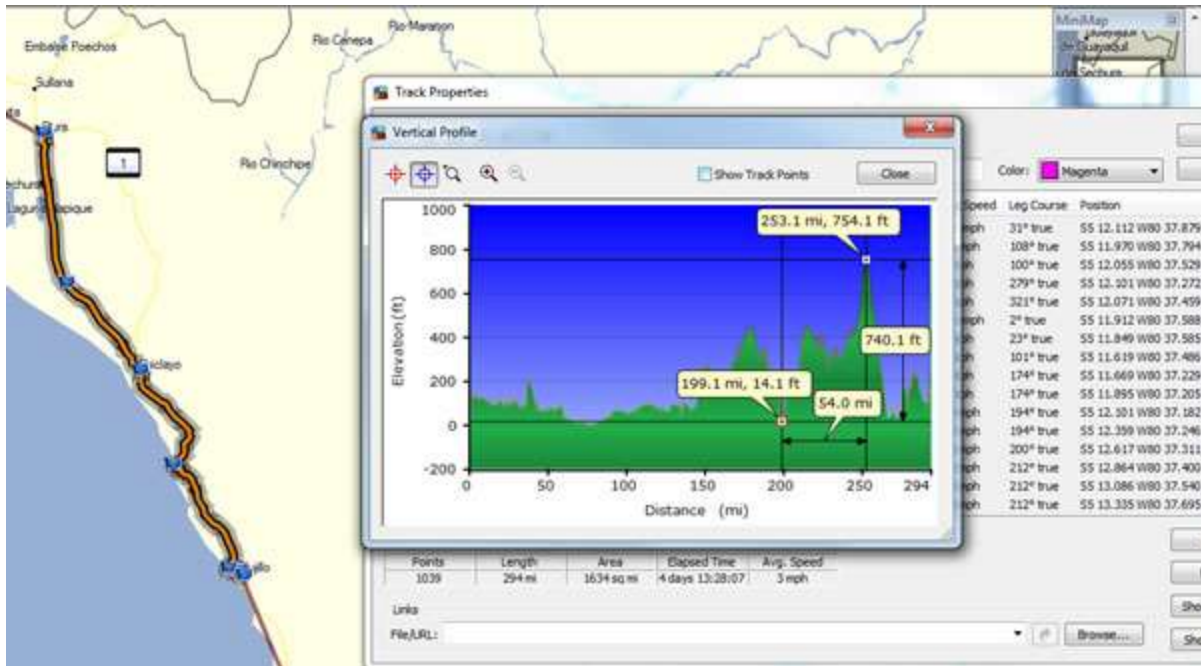 MiniMap
de Guayaquil
de Sechura
Embalse Poechos
Rio Cenepa
Rio Maranon
Sullana
Rio Chinchipe
1
Track Properties
Vertical Profile
Show Track Points
Close
Color:
Magenta
Speed Leg Course Position
31° true S5 12.112 W80 37.879
108° true S5 11.970 W80 37.794
100° true S5 12.055 W80 37.529
279° true S5 12.101 W80 37.272
321° true S5 12.071 W80 37.459
2° true S5 11.912 W80 37.588
23° true S5 11.849 W80 37.585
101° true S5 11.619 W80 37.486
174° true S5 11.669 W80 37.229
174° true S5 11.895 W80 37.201
194° true S5 12.101 W80 37.182
194° true S5 12.359 W80 37.246
200° true S5 12.617 W80 37.311
212° true S5 12.864 W80 37.400
212° true S5 13.086 W80 37.540
212° true S5 13.335 W80 37.695
Elevation (ft)
1000
800
600
400
200
0
-200
253.1 mi, 754.1 ft
740.1 ft
199.1 mi, 14.1 ft
54.0 mi
0 50 100 150 200 250 294
Distance (mi)
Points Length Area Elapsed Time Avg. Speed
1039 294 mi 1634 sq mi 4 days 13:28:07 3 mph
Links
File/URL:
Browse...
Sho
Sho